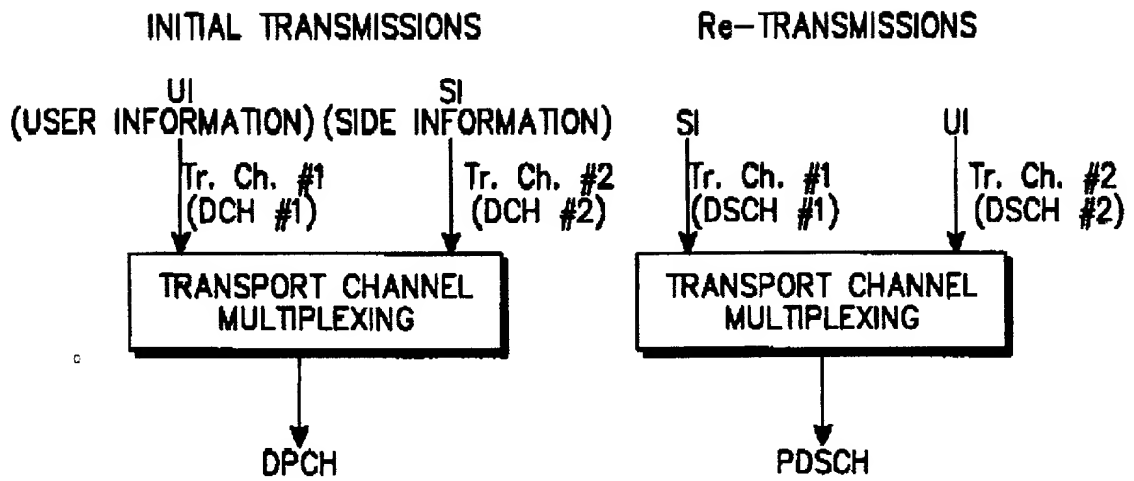 INITIAL TRANSMISSIONS
UI
(USER INFORMATION)
SI
(SIDE INFORMATION)
Tr. Ch. #1
(DCH #1)
Tr. Ch. #2
(DCH #2)
TRANSPORT CHANNEL
MULTIPLEXING
DPCH
Re-TRANSMISSIONS
SI
UI
Tr. Ch. #1
(DSCH #1)
Tr. Ch. #2
(DSCH #2)
TRANSPORT CHANNEL
MULTIPLEXING
PDSCH